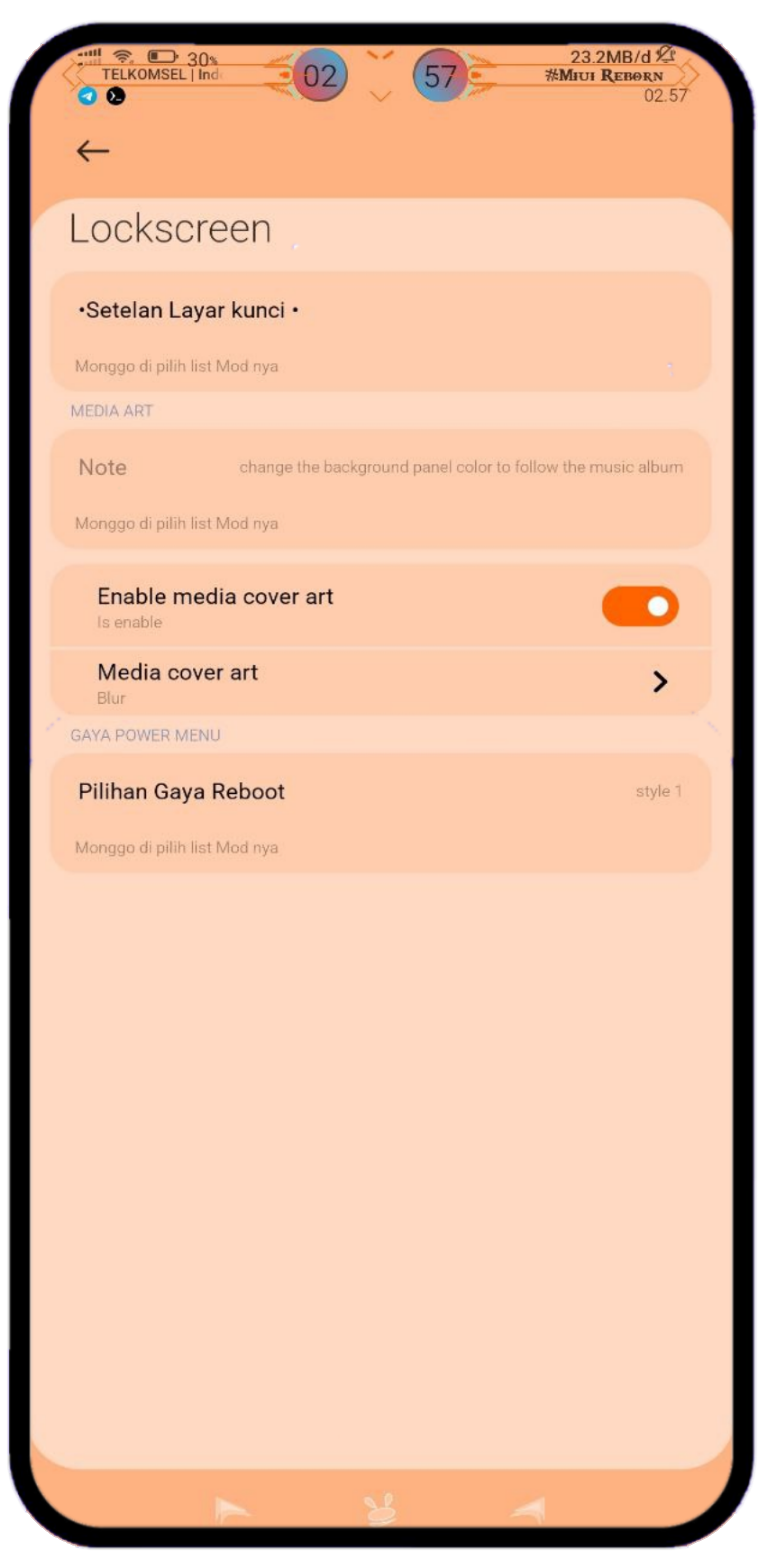 30%
23.2MB/d
TELKOMSEL | Ind
02
57
#Miui Reborn
02.57
Lockscreen
•Setelan Layar kunci •
Monggo di pilih list Mod nya
MEDIA ART
Note
change the background panel color to follow the music album
Monggo di pilih list Mod nya
Enable media cover art
Is enable
Media cover art
Blur
GAYA POWER MENU
Pilihan Gaya Reboot
style 1
Monggo di pilih list Mod nya